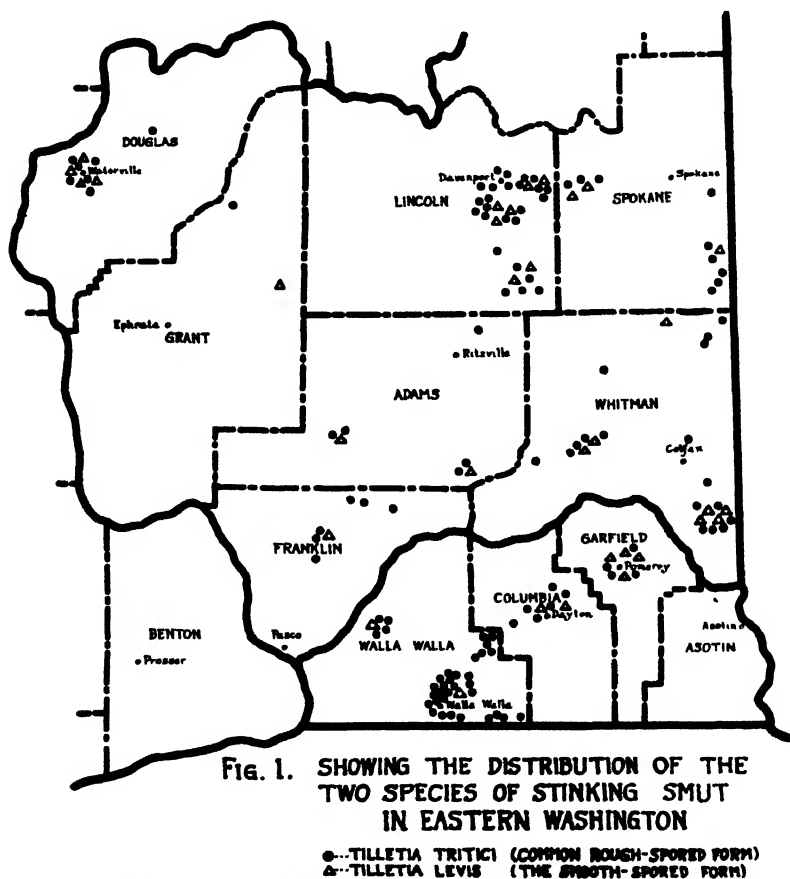 DOUGLAS
Waterville
Davenport
LINCOLN
Spokane
SPOKANE
Ephrata
GRANT
Ritzville
ADAMS
WHITMAN
Colfax
FRANKLIN
GARFIELD
Pomeroy
COLUMBIA
Dayton
BENTON
Prosser
Pasco
WALLA WALLA
Walla Walla
Asotin
ASOTIN
FIG. 1. SHOWING THE DISTRIBUTION OF THE
TWO SPECIES OF STINKING SMUT
IN EASTERN WASHINGTON
●---TILLETIA TRITICI (COMMON ROUGH-SPORED FORM)
△---TILLETIA LEVIS (THE SMOOTH-SPORED FORM)